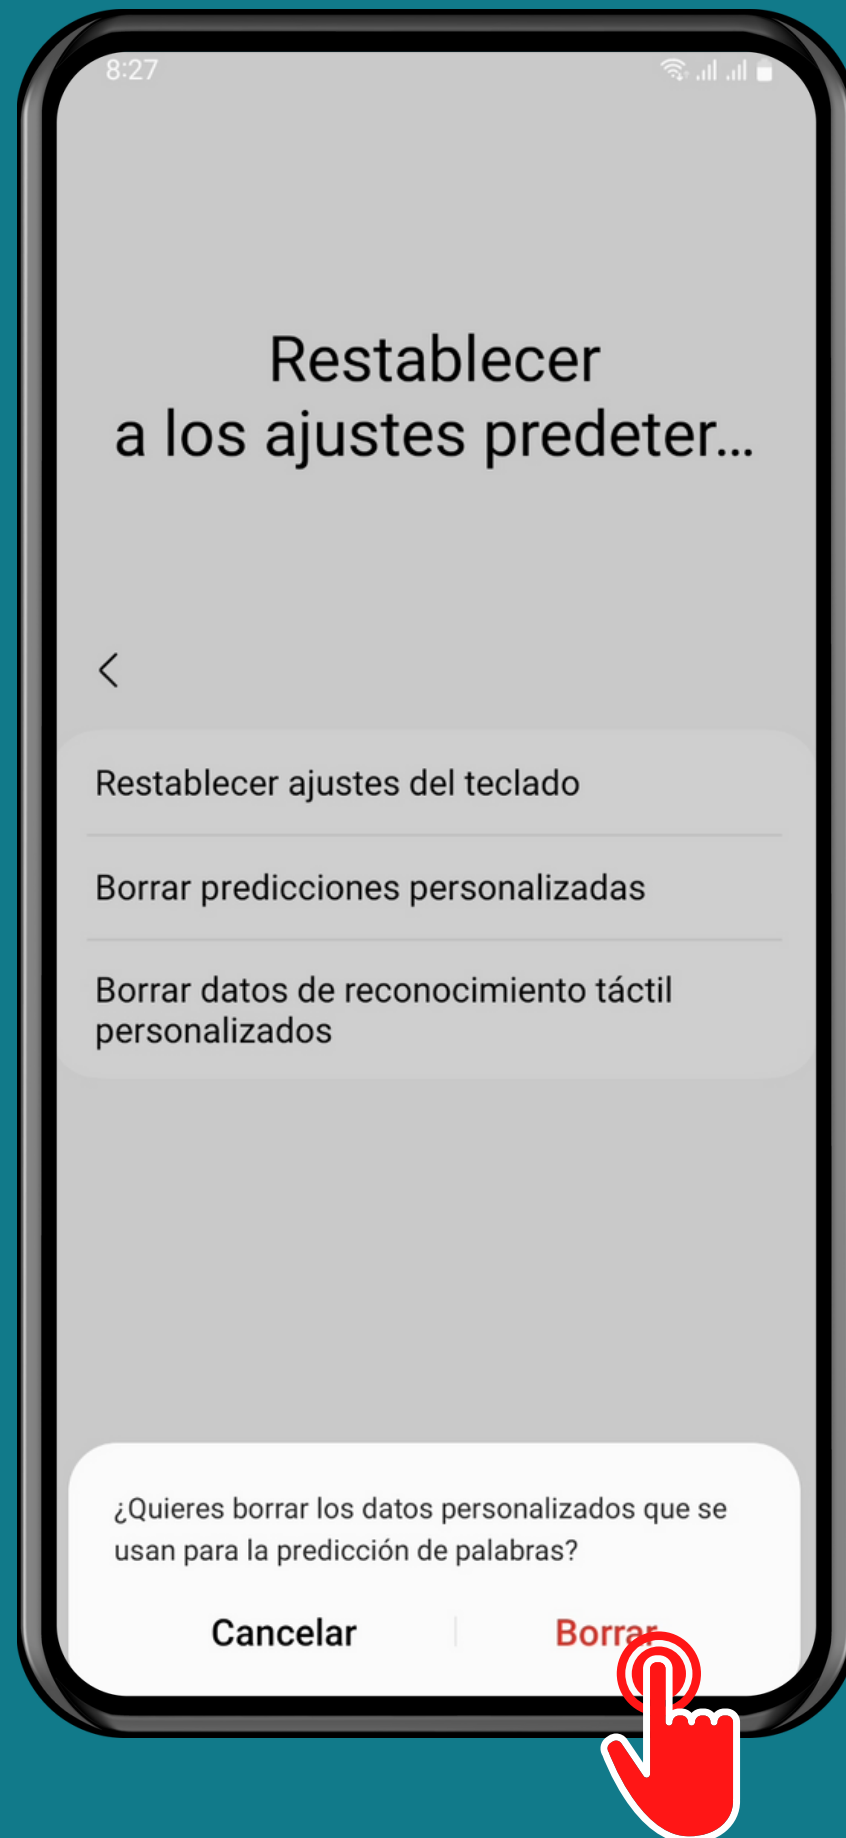 8:27
Restablecer
a los ajustes predeter...
Restablecer ajustes del teclado
Borrar predicciones personalizadas
Borrar datos de reconocimiento táctil
personalizados
¿Quieres borrar los datos personalizados que se
usan para la predicción de palabras?
Cancelar
Borrar